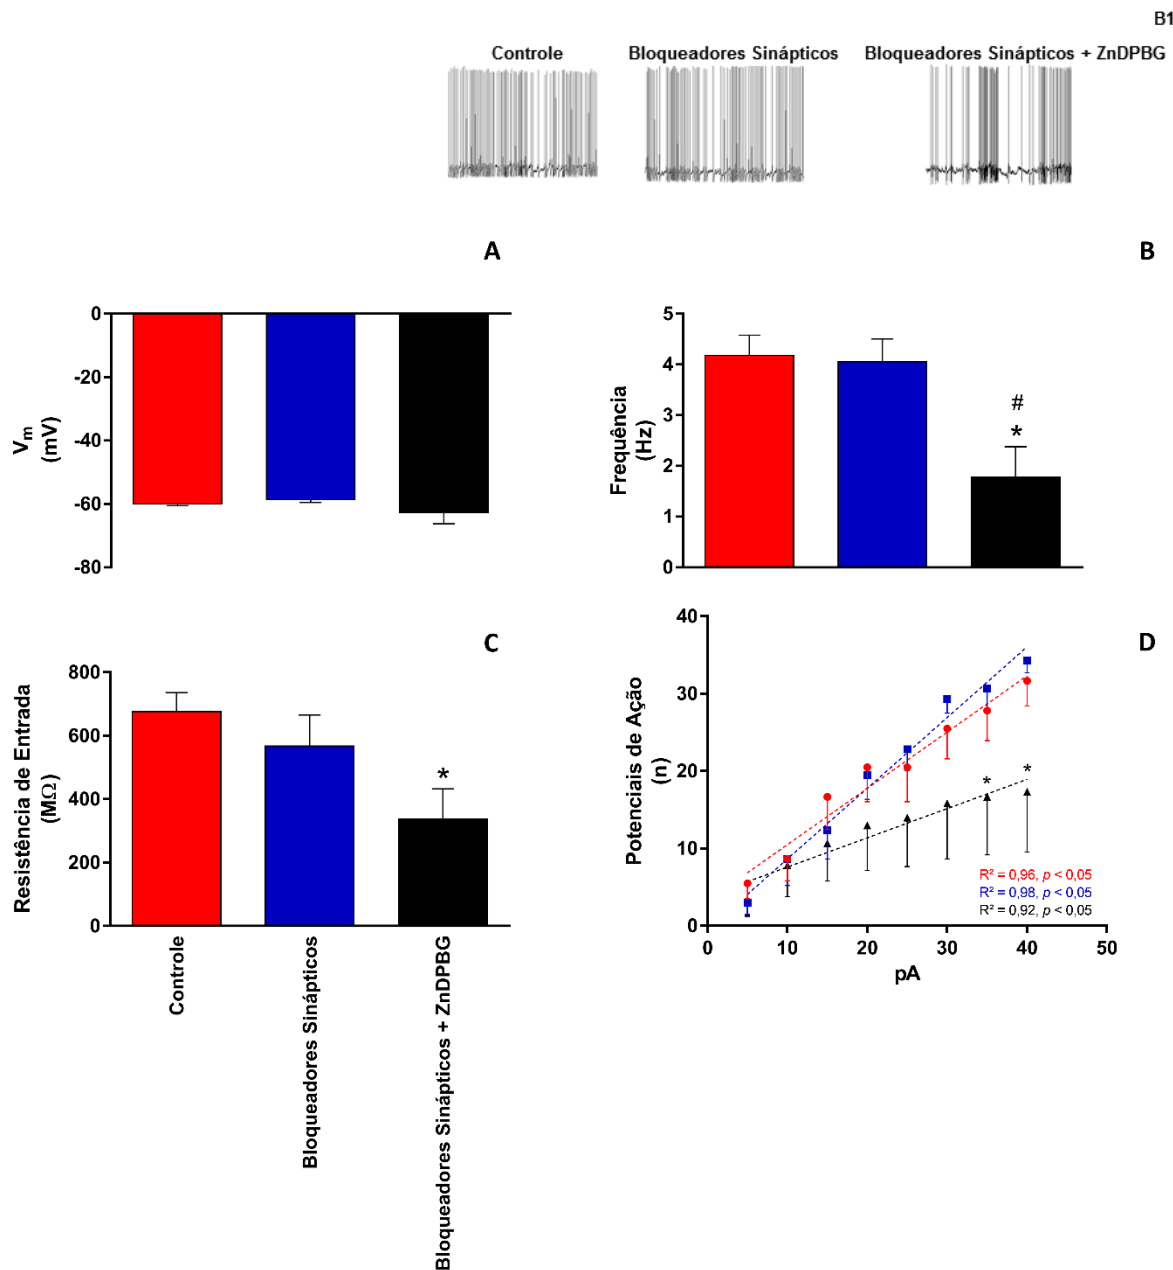 B1
Controle
Bloqueadores Sinápticos
Bloqueadores Sinápticos + ZnDPBG
A
0
-20
-40
-60
-80
Vm
(mV)
B
5
4
3
2
1
0
Frequência
(Hz)
#
*
C
800
600
400
200
0
Resistência de Entrada
(MΩ)
*
Controle
Bloqueadores Sinápticos
Bloqueadores Sinápticos + ZnDPBG
D
40
30
20
10
0
Potenciais de Ação
(n)
* *
R² = 0,96, p < 0,05
R² = 0,98, p < 0,05
R² = 0,92, p < 0,05
0 10 20 30 40 50
pA